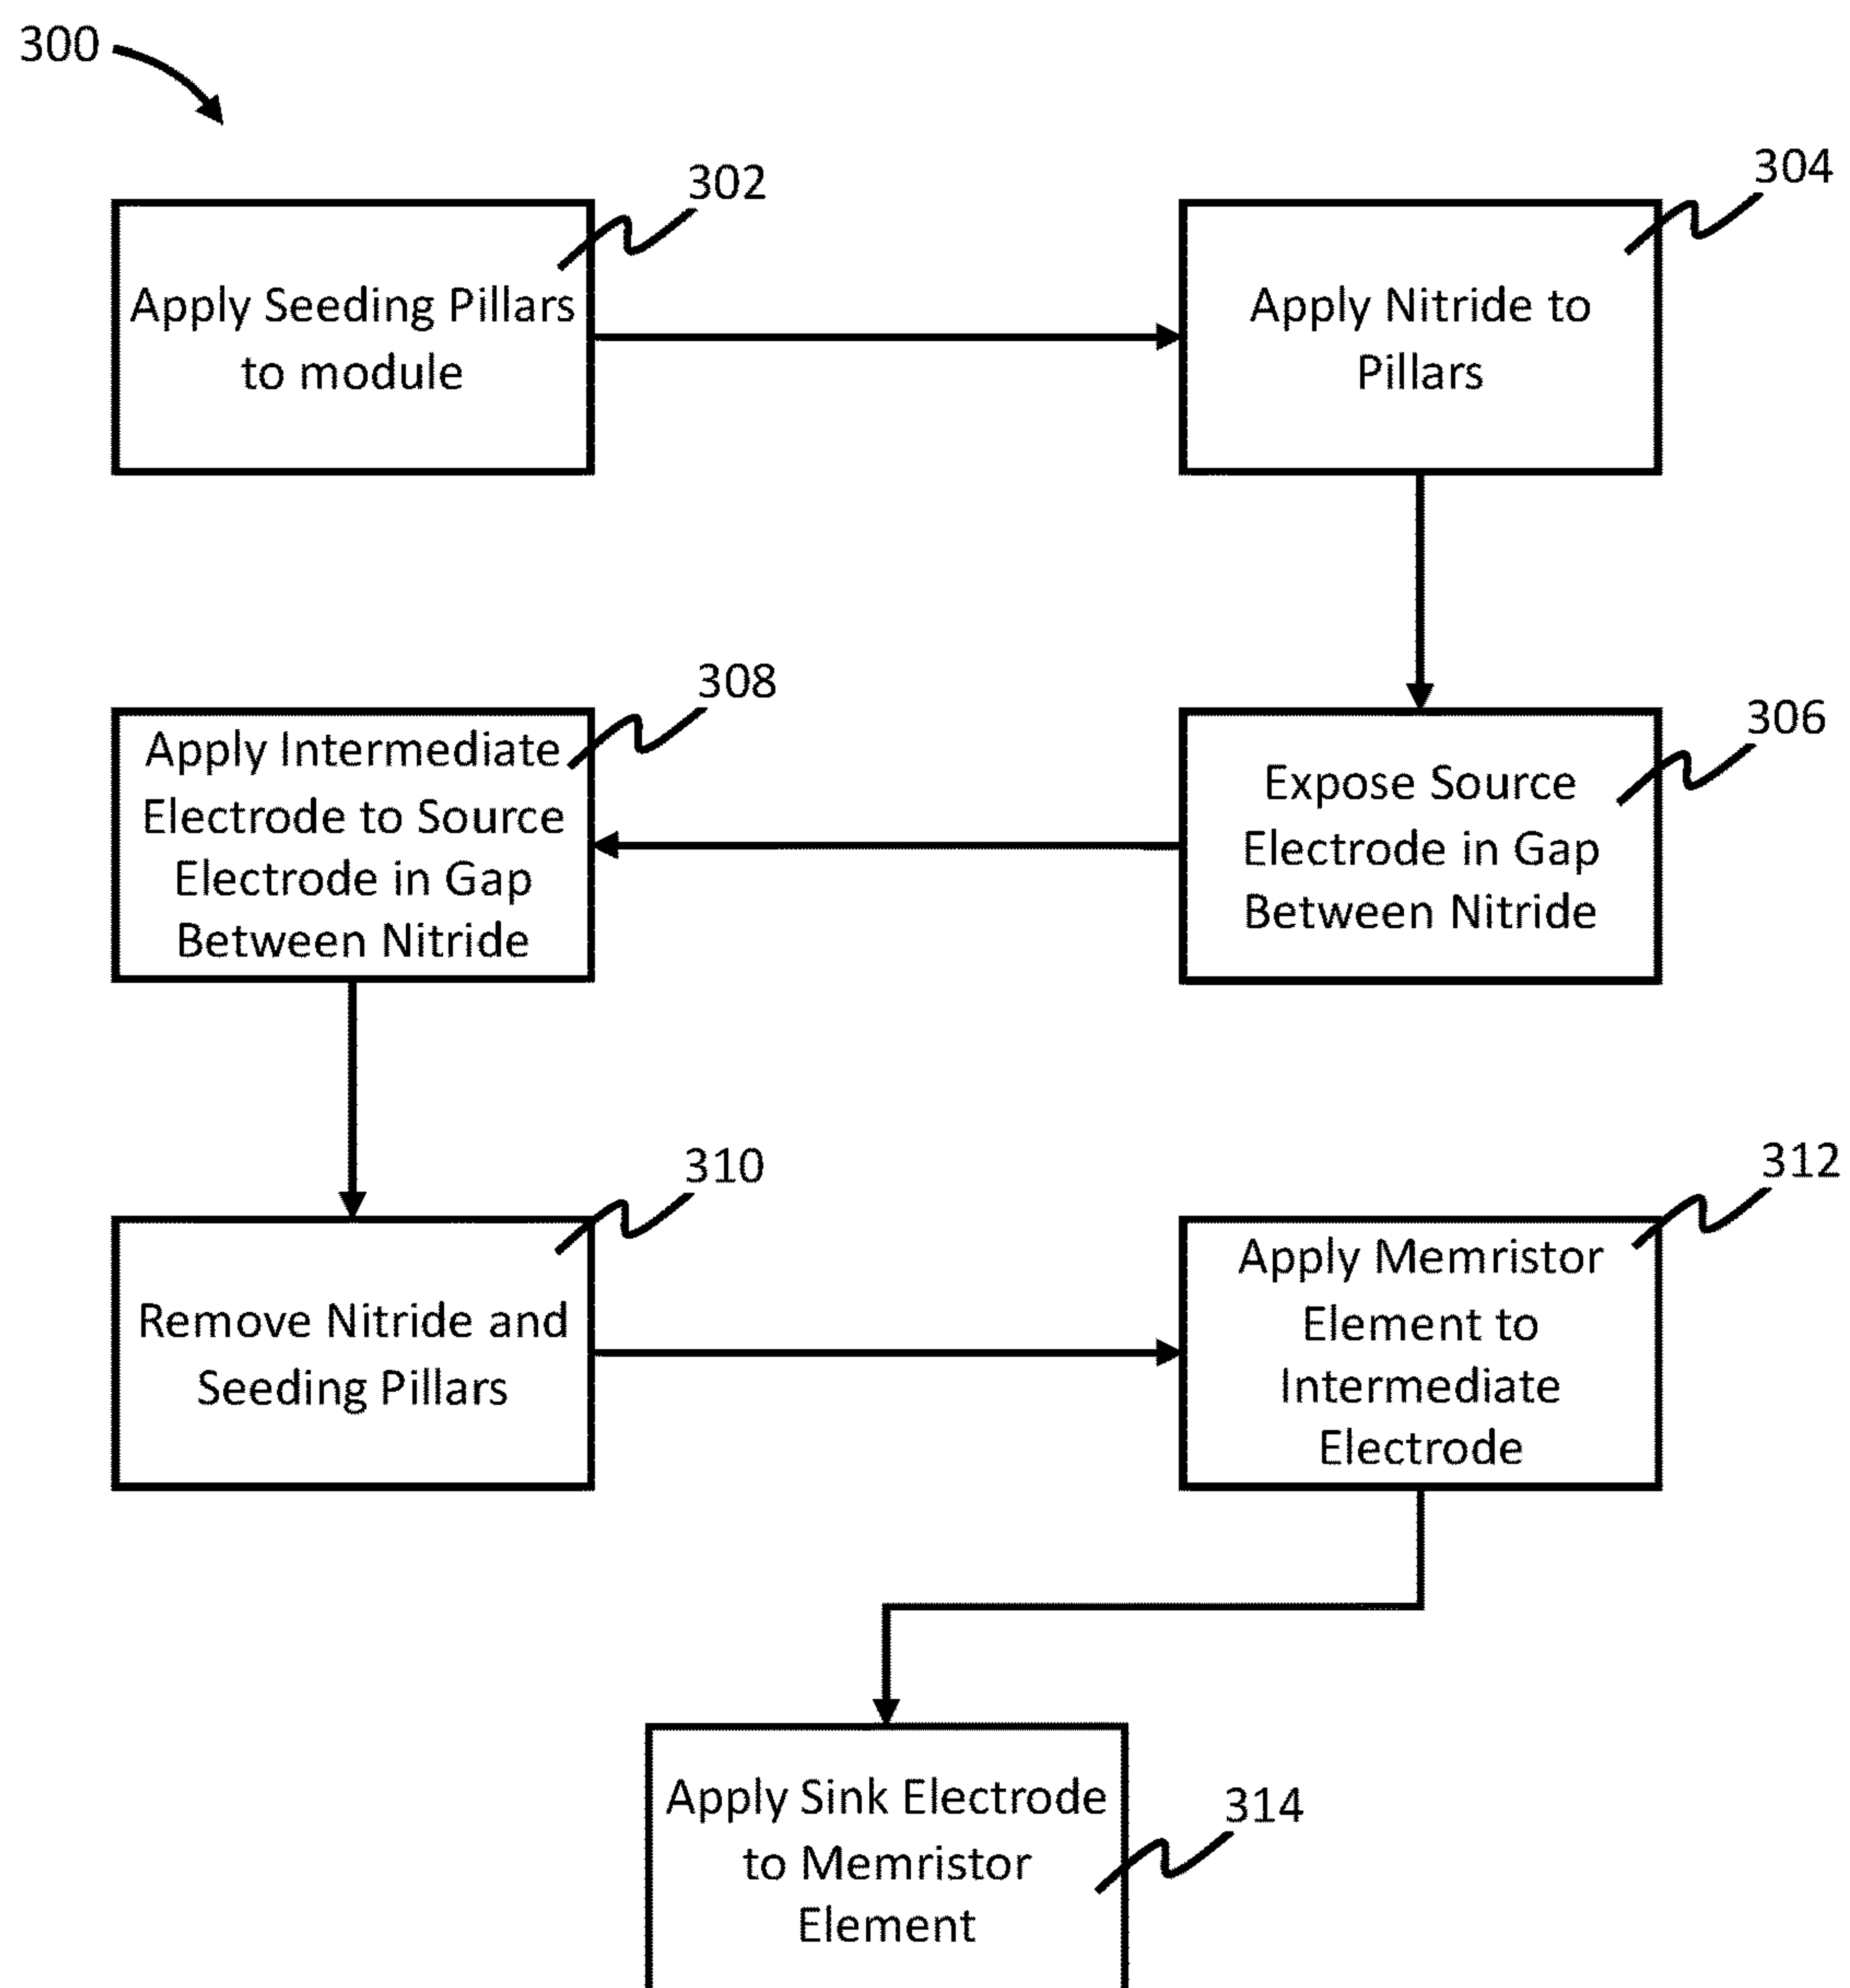 300
302
Apply Seeding Pillars
to module
304
Apply Nitride to
Pillars
306
Expose Source
Electrode in Gap
Between Nitride
308
Apply Intermediate
Electrode to Source
Electrode in Gap
Between Nitride
310
Remove Nitride and
Seeding Pillars
312
Apply Memristor
Element to
Intermediate
Electrode
314
Apply Sink Electrode
to Memristor
Element